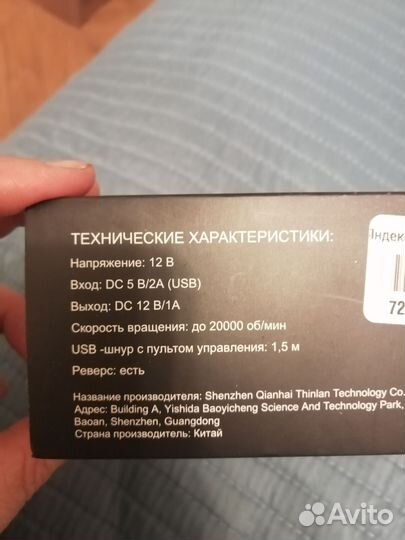 ТЕХНИЧЕСКИЕ ХАРАКТЕРИСТИКИ:
Напряжение: 12 В
Вход: DC 5 В/2А (USB)
Выход: DC 12 В/1А
Скорость вращения: до 20000 об/мин
USB -шнур с пультом управления: 1,5 м
Реверс: есть
Название производителя: Shenzhen Qianhai Thinlan Technology Co.
Адрес: Building A, Yishida Baoyicheng Science And Technology Park,
Baoan, Shenzhen, Guangdong
Страна производитель: Китай
72
Avito